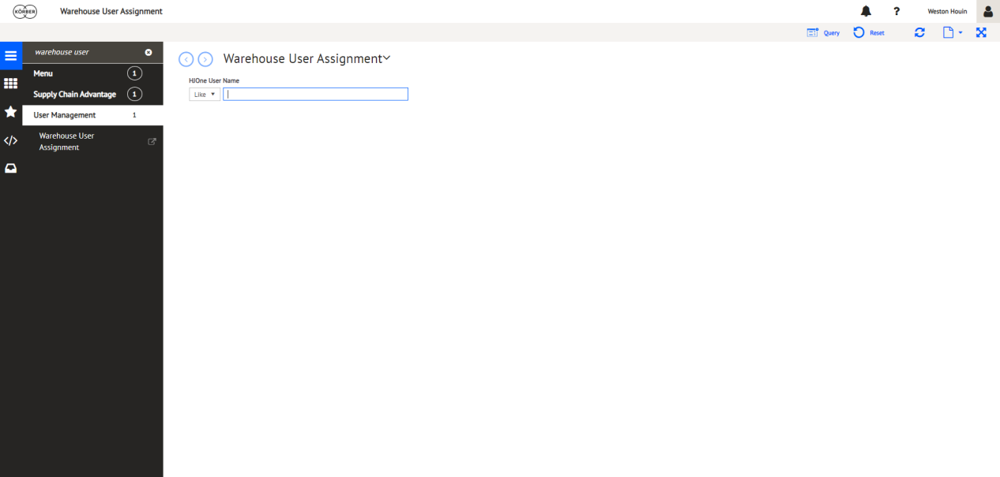 KÖRBER
Warehouse User Assignment
?
Weston Houin
Query
Reset
warehouse user
Menu 1
Supply Chain Advantage 1
User Management 1
Warehouse User
Assignment
Warehouse User Assignment
HJOne User Name
Like